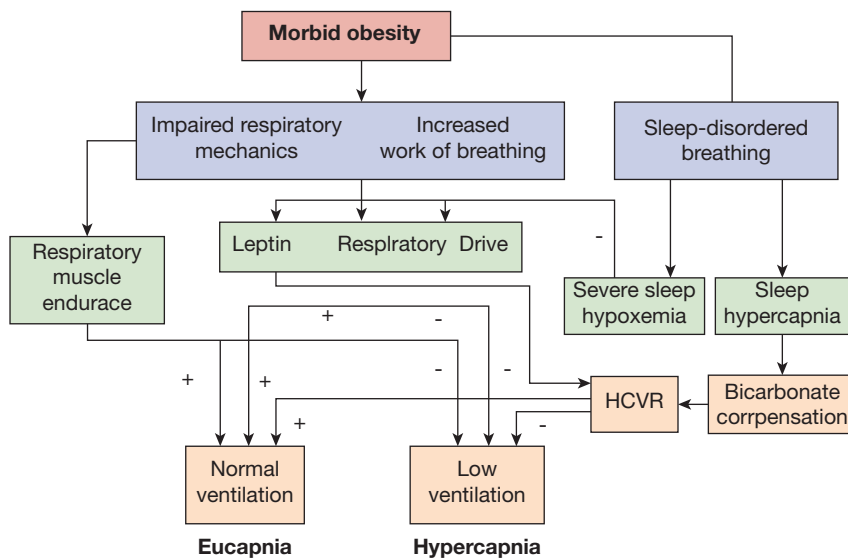 Morbid obesity
Impaired respiratory mechanics
Increased work of breathing
Sleep-disordered
breathing
Leptin Resplratory Drive
-
Respiratory
muscle
endurace
Severe sleep
hypoxemia
Sleep
hypercapnia
+ -
+ + - -
HCVR
Bicarbonate
corrpensation
+ -
Normal
ventilation
Low
ventilation
Eucapnia
Hypercapnia